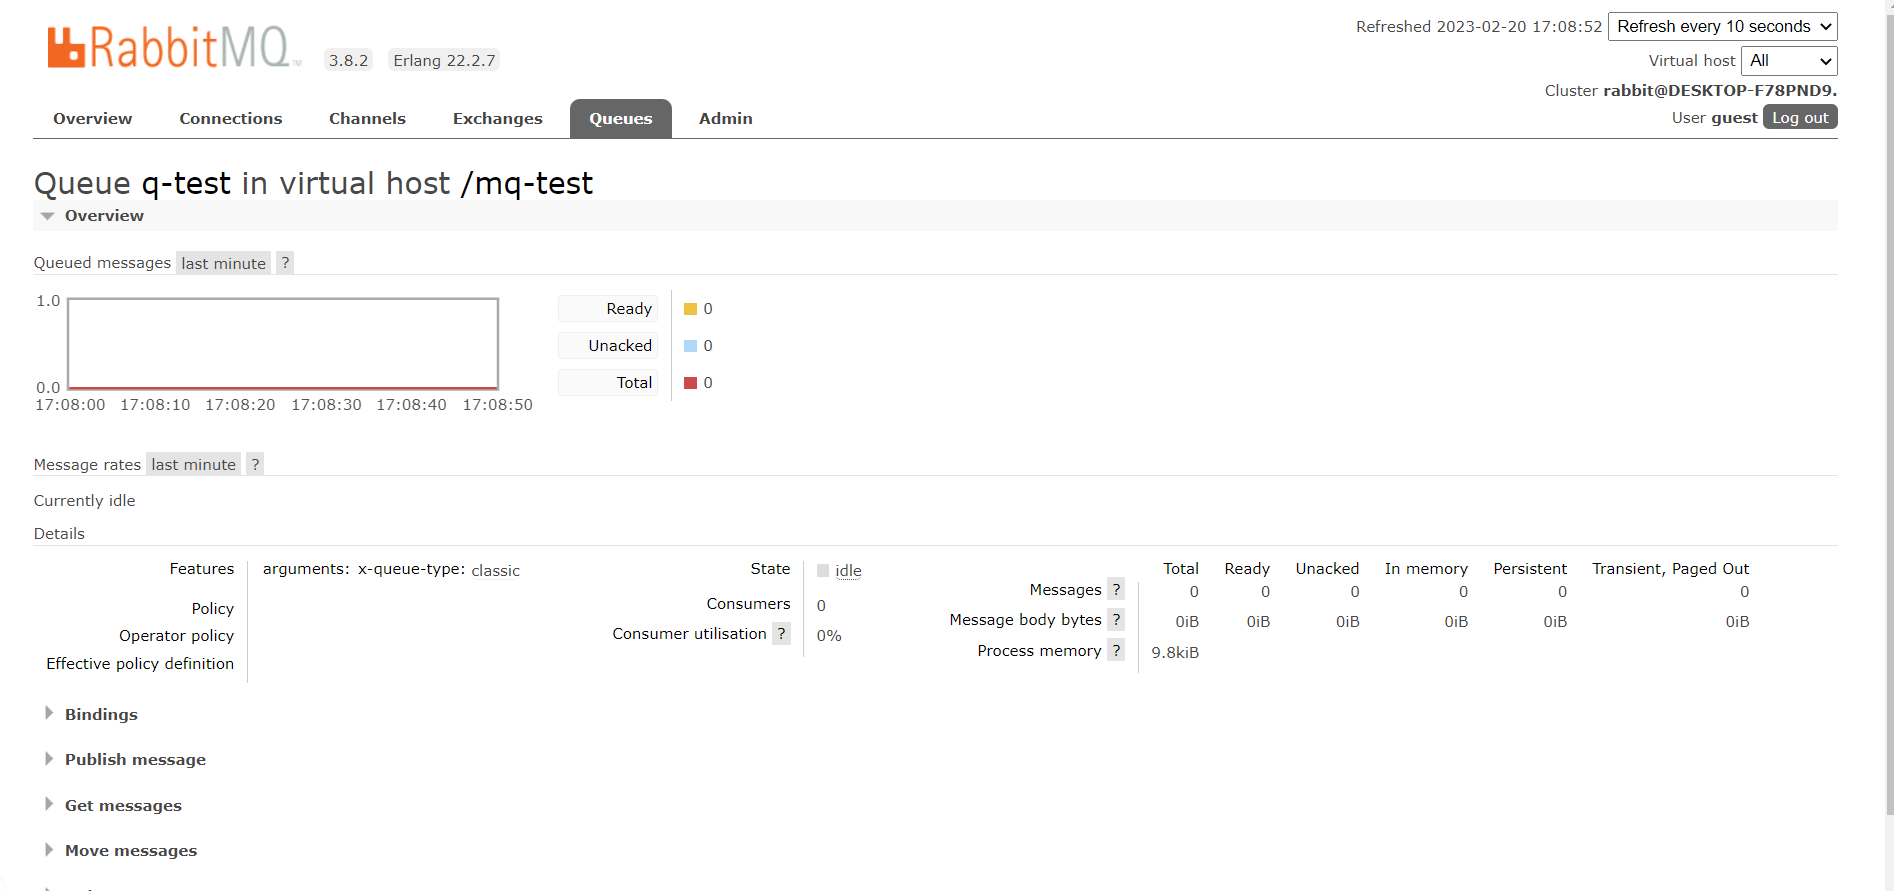 RabbitMQ™ 3.8.2 Erlang 22.2.7
Refreshed 2023-02-20 17:08:52 Refresh every 10 seconds
Virtual host All
Cluster rabbit@DESKTOP-F78PND9.
User guest Log out
Overview Connections Channels Exchanges Queues Admin
Queue q-test in virtual host /mq-test
Overview
Queued messages last minute ?
1.0
0.0
17:08:00 17:08:10 17:08:20 17:08:30 17:08:40 17:08:50
Ready 0
Unacked 0
Total 0
Message rates last minute ?
Currently idle
Details
Features arguments: x-queue-type: classic
Policy
Operator policy
Effective policy definition
State idle
Consumers 0
Consumer utilisation ? 0%
Total Ready Unacked In memory Persistent Transient, Paged Out
Messages ? 0 0 0 0 0 0
Message body bytes ? 0iB 0iB 0iB 0iB 0iB 0iB
Process memory ? 9.8kiB
Bindings
Publish message
Get messages
Move messages